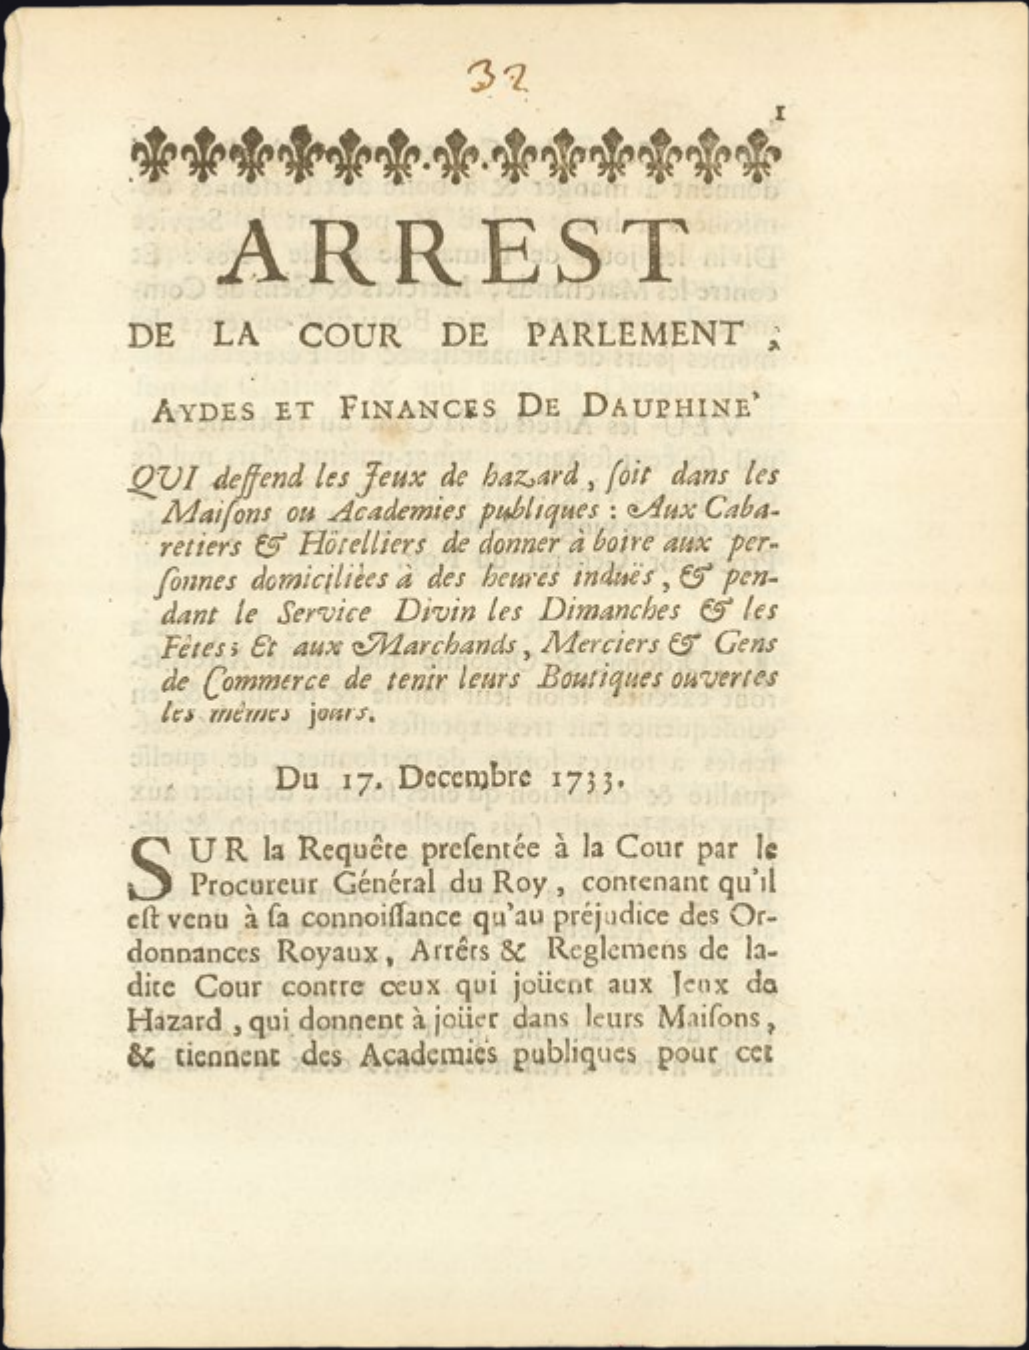 32
1
ARREST
DE LA COUR DE PARLEMENT,
AYDES ET FINANCES DE DAUPHINE'
QUI deffend les Jeux de hazard, ſoit dans les
Maiſons ou Academies publiques : Aux Caba-
retiers & Hôtelliers de donner à boire aux per-
ſonnes domiciliées à des heures induës, & pen-
dant le Service Divin les Dimanches & les
Fêtes; Et aux Marchands, Merciers & Gens
de Commerce de tenir leurs Boutiques ouvertes
les mêmes jours.
Du 17. Decembre 1733.
SUR la Requête preſentée à la Cour par le
Procureur Général du Roy, contenant qu'il
eſt venu à ſa connoiſſance qu'au préjudice des Or-
donnances Royaux, Arrêts & Reglemens de la-
dite Cour contre ceux qui joüent aux Jeux de
Hazard, qui donnent à joüer dans leurs Maiſons,
& tiennent des Academies publiques pour cet